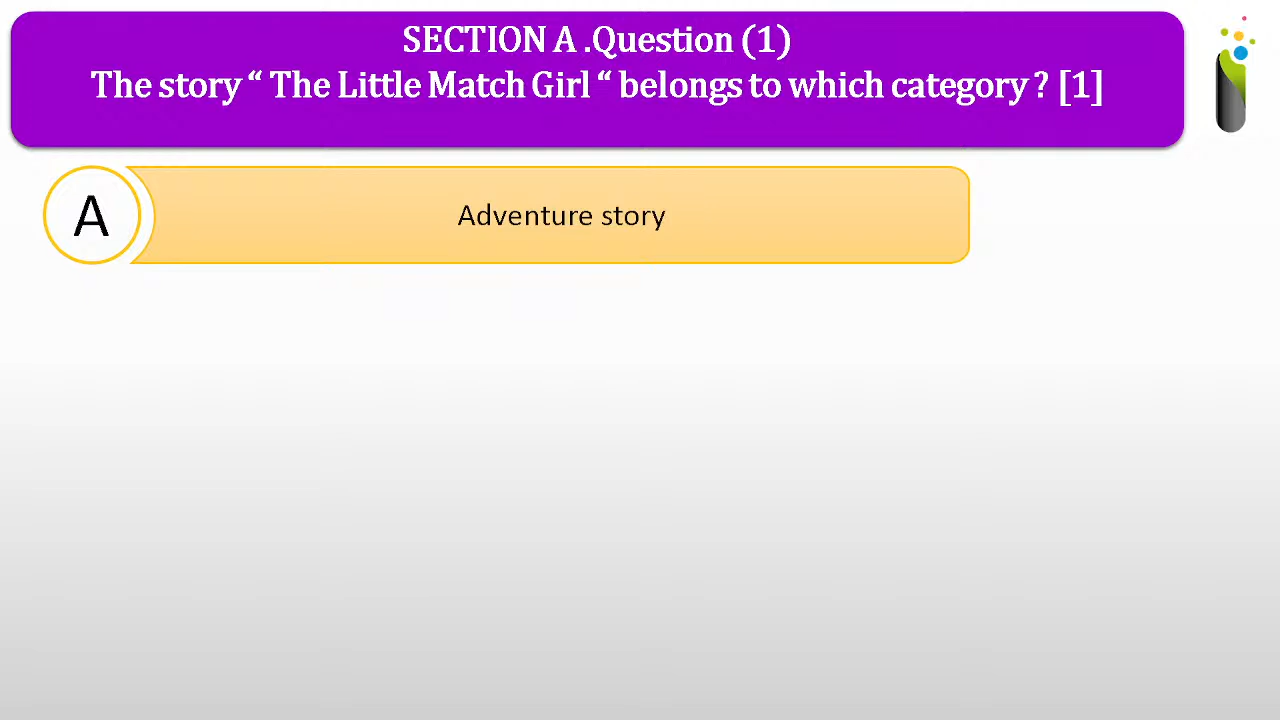 SECTION A .Question (1)
The story “ The Little Match Girl “ belongs to which category ? [1]
A
Adventure story